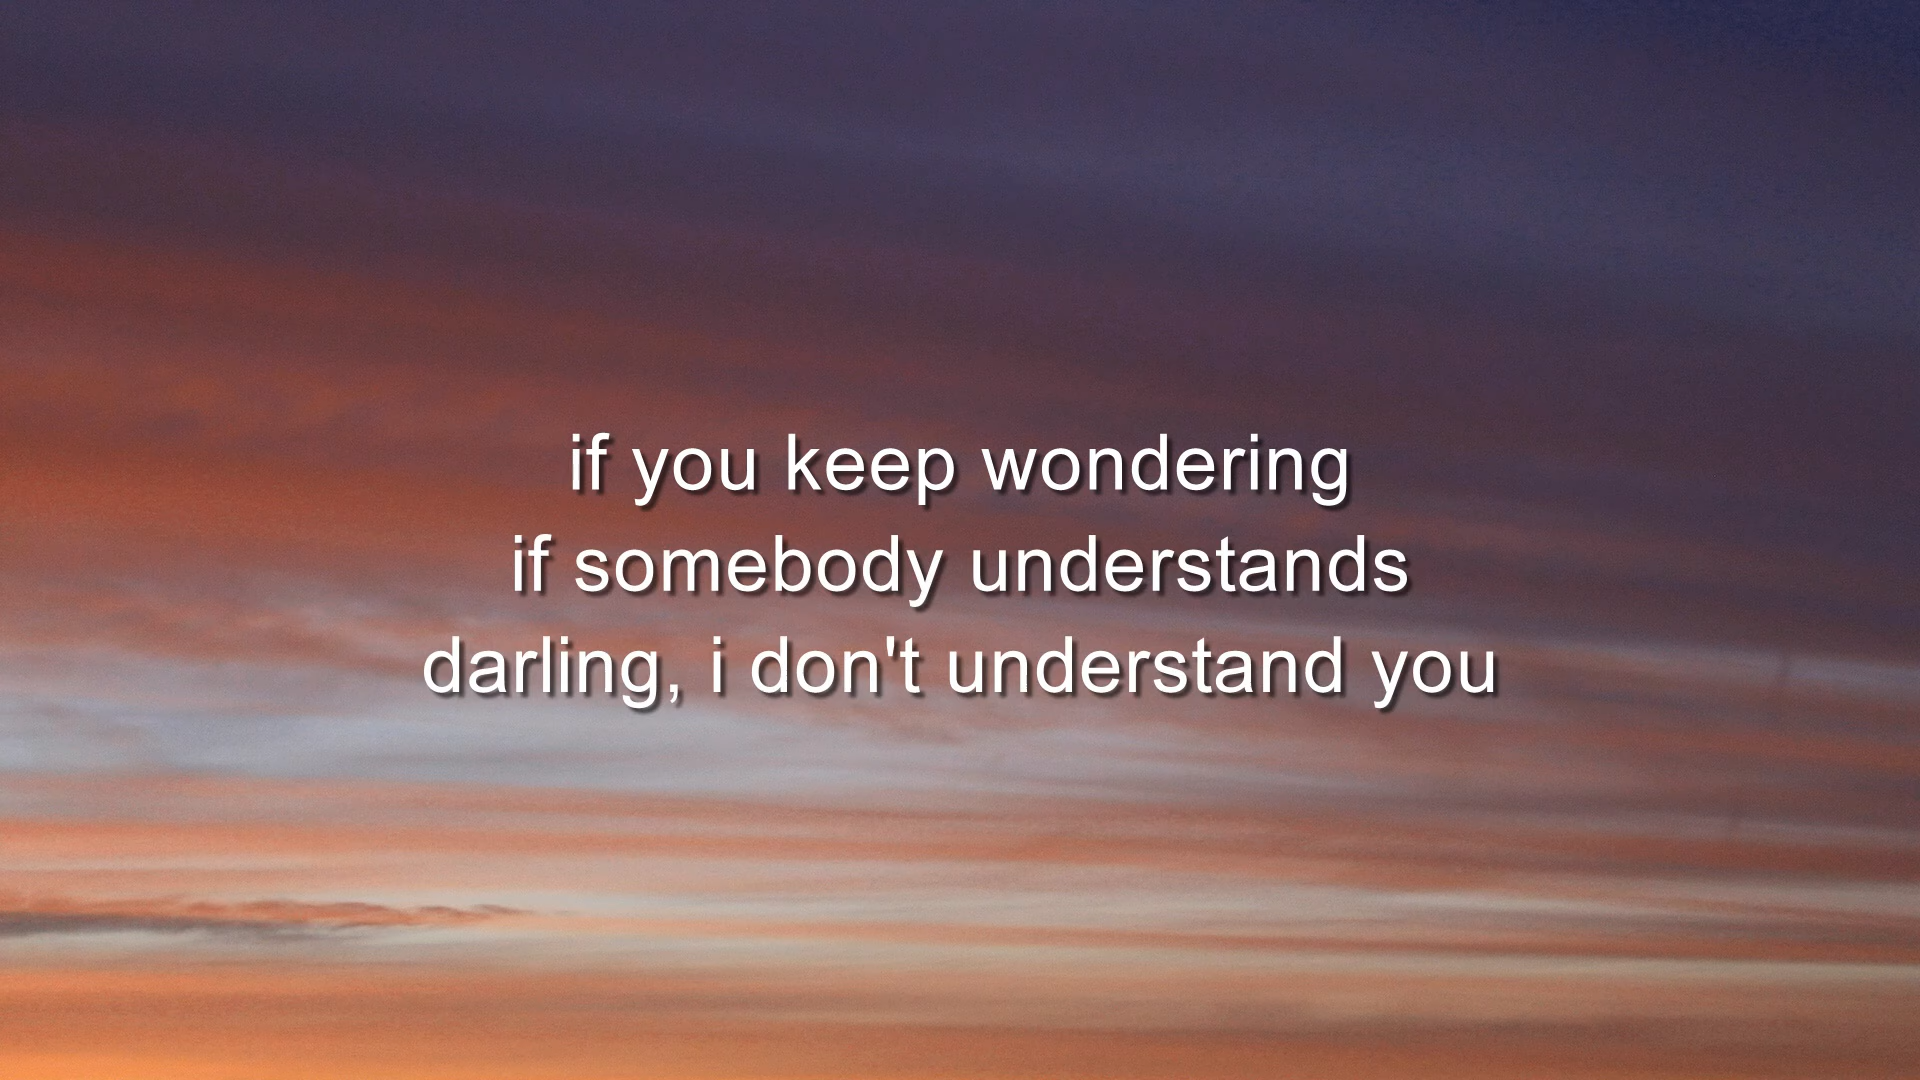 if you keep wondering
if somebody understands
darling, i don't understand you